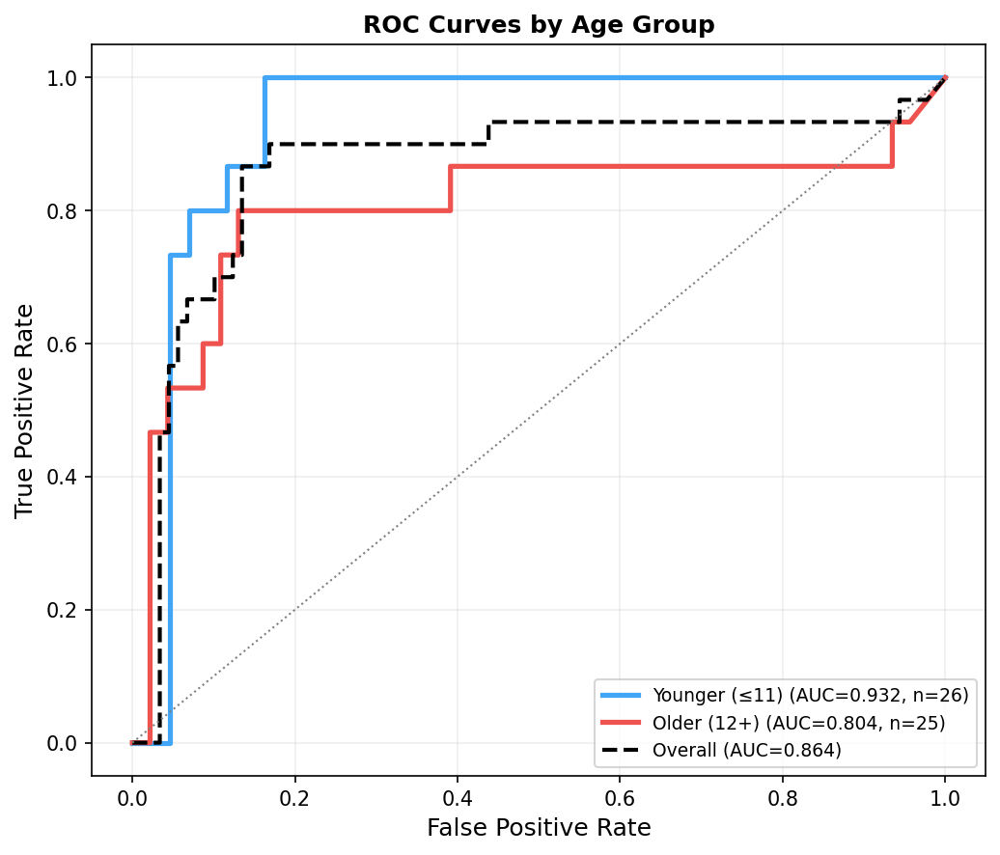 ROC Curves by Age Group
True Positive Rate
1.0
0.8
0.6
0.4
0.2
0.0
0.0 0.2 0.4 0.6 0.8 1.0
False Positive Rate
Younger (≤11) (AUC=0.932, n=26)
Older (12+) (AUC=0.804, n=25)
Overall (AUC=0.864)